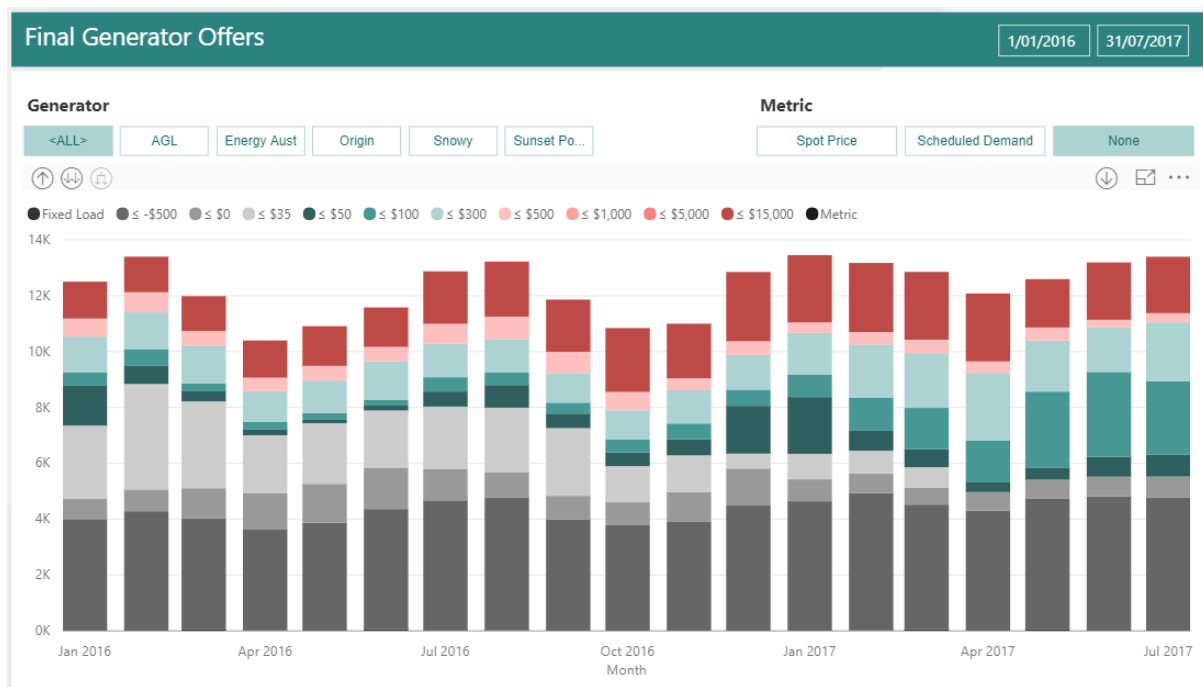 Final Generator Offers 1/01/2016 31/07/2017
Generator Metric
<ALL> AGL Energy Aust Origin Snowy Sunset Po... Spot Price Scheduled Demand None
Fixed Load ≤ -$500 ≤ $0 ≤ $35 ≤ $50 ≤ $100 ≤ $300 ≤ $500 ≤ $1,000 ≤ $5,000 ≤ $15,000 Metric
14K
12K
10K
8K
6K
4K
2K
0K
Jan 2016 Apr 2016 Jul 2016 Oct 2016 Jan 2017 Apr 2017 Jul 2017
Month